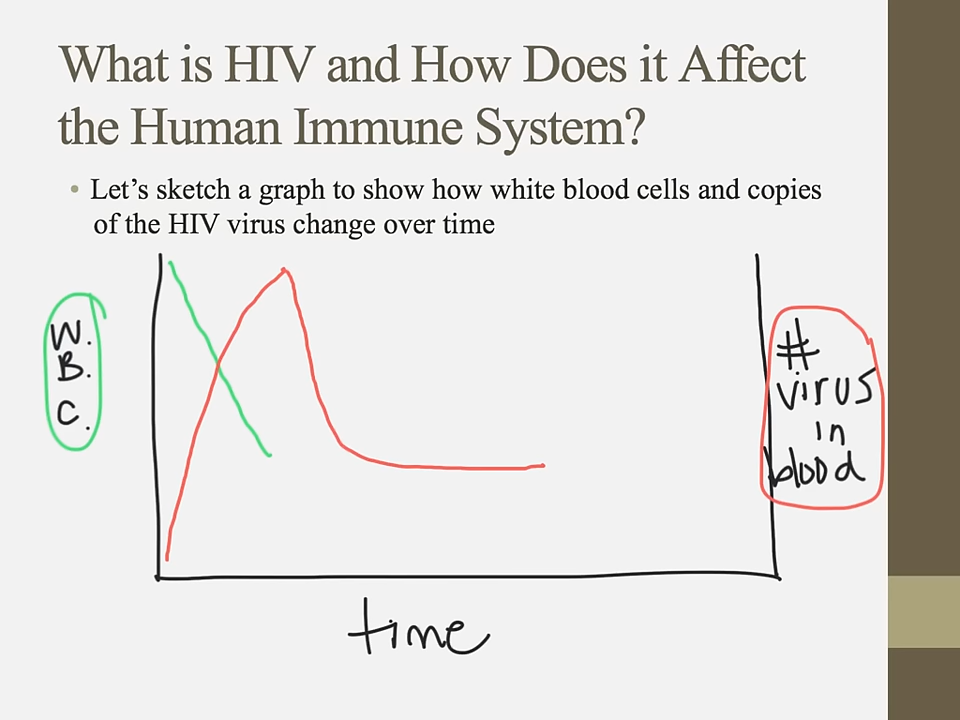 What is HIV and How Does it Affect
the Human Immune System?
• Let’s sketch a graph to show how white blood cells and copies
of the HIV virus change over time
W.
B.
C.
#
virus
in
blood
time